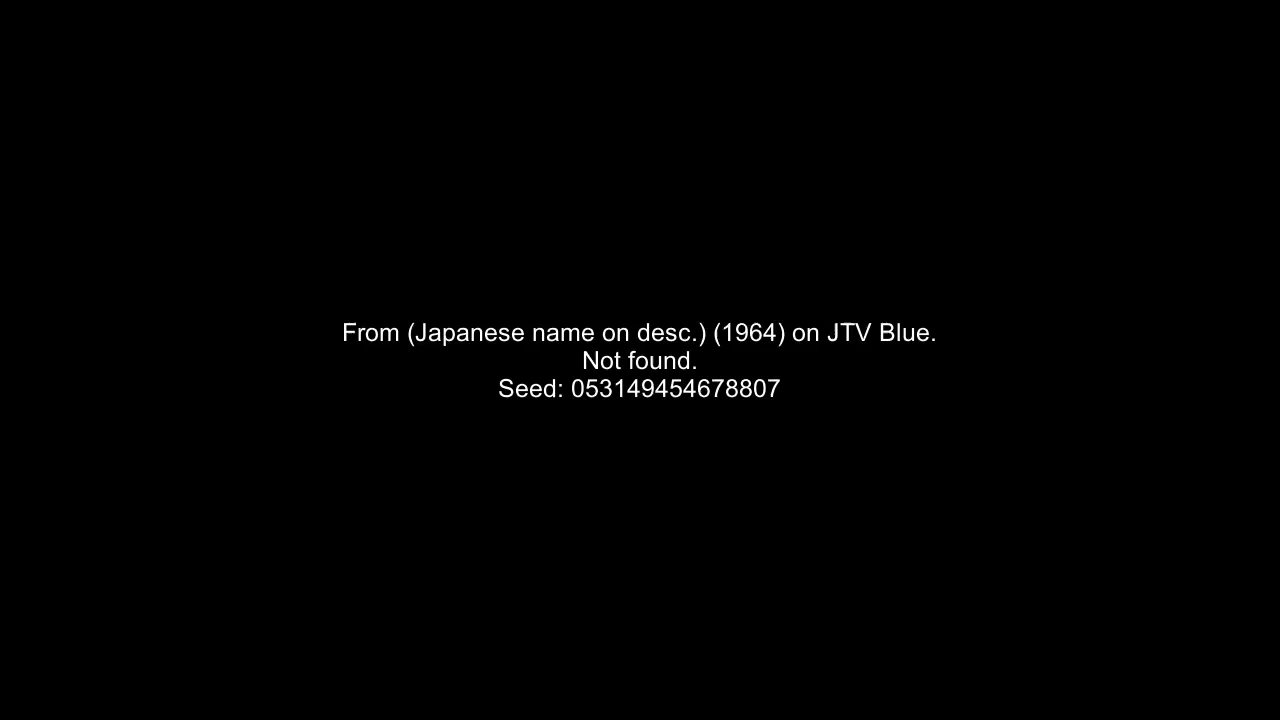 From (Japanese name on desc.) (1964) on JTV Blue.
Not found.
Seed: 053149454678807